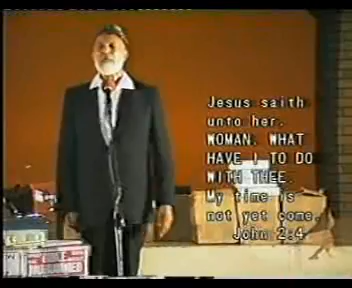 Jesus saith
unto her.
WOMAN. WHAT
HAVE I TO DO
WITH THEE.
My time is
not yet come.
John 2:4